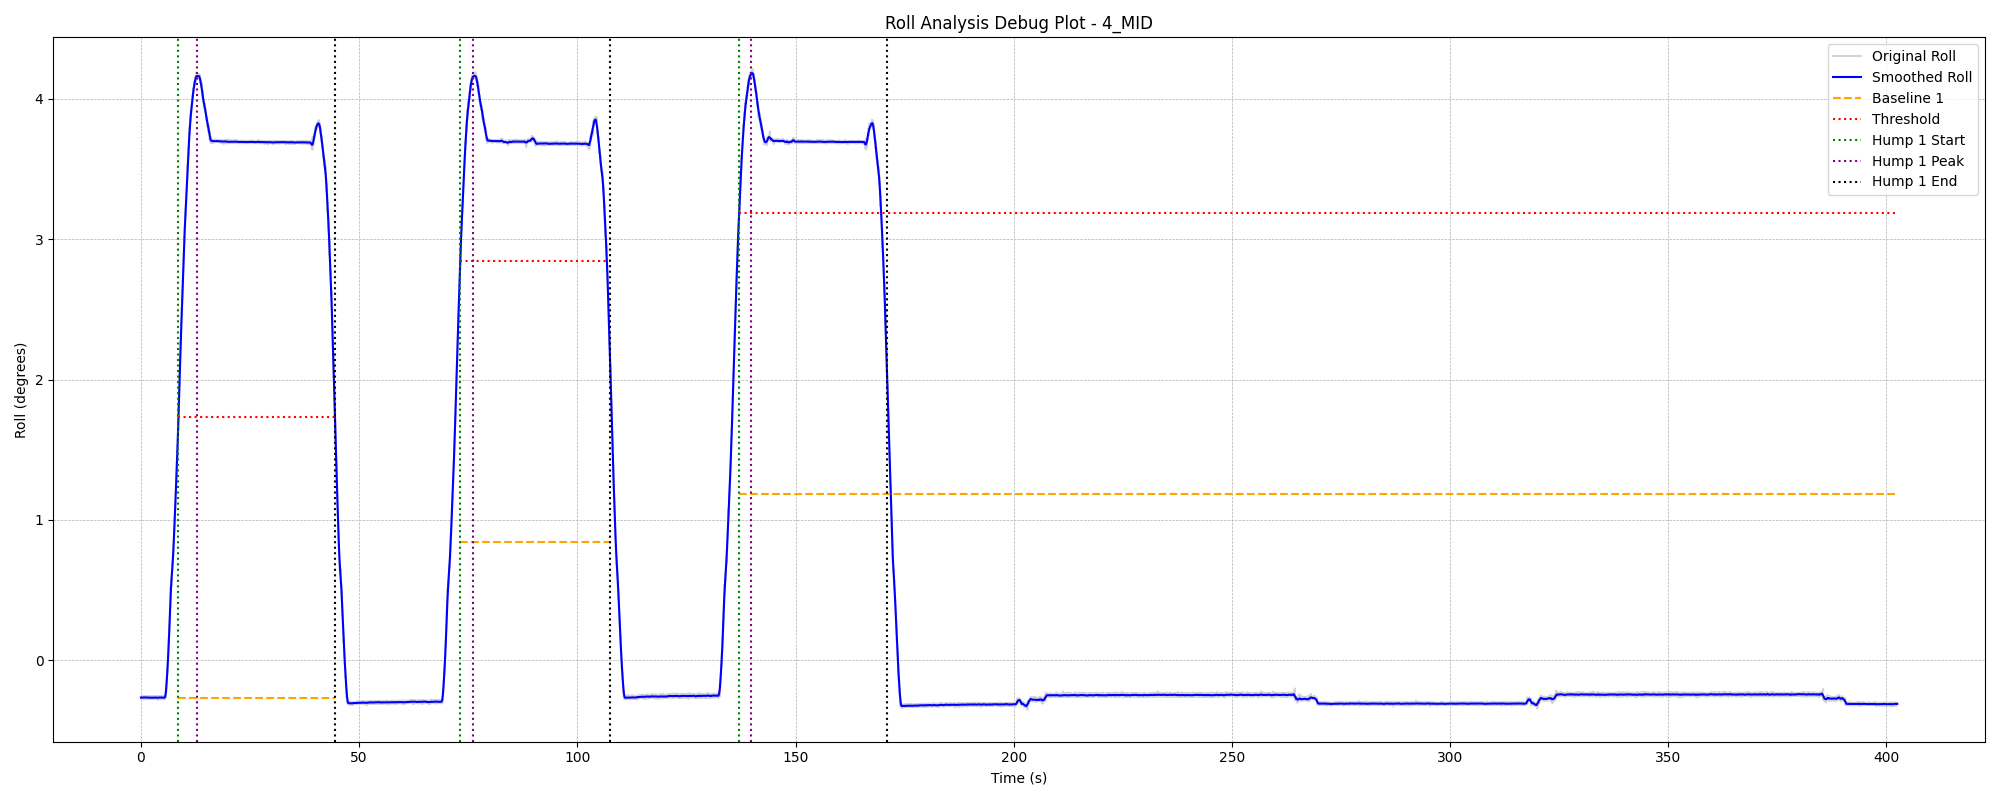 Roll Analysis Debug Plot - 4_MID
Original Roll
Smoothed Roll
Baseline 1
Threshold
Hump 1 Start
Hump 1 Peak
Hump 1 End
Roll (degrees)
4
3
2
1
0
0 50 100 150 200 250 300 350 400
Time (s)